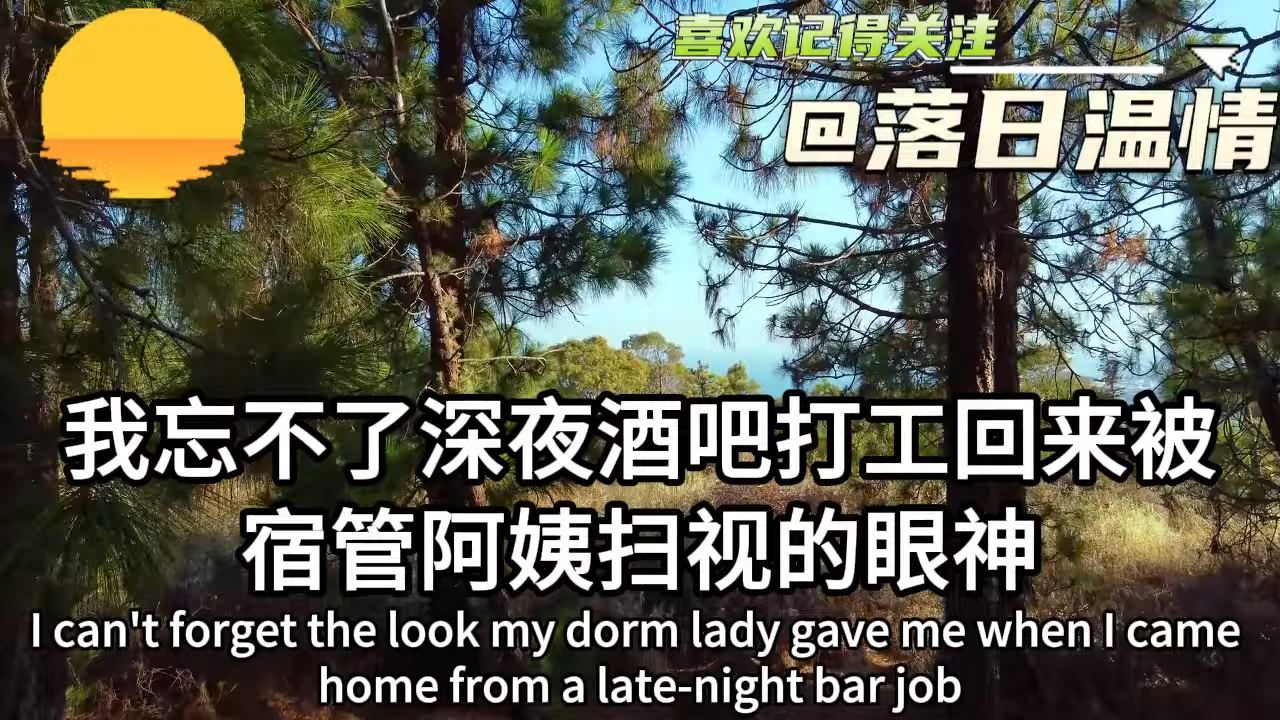 喜欢记得关注
@落日温情
我忘不了深夜酒吧打工回来被
宿管阿姨扫视的眼神
I can't forget the look my dorm lady gave me when I came
home from a late-night bar job